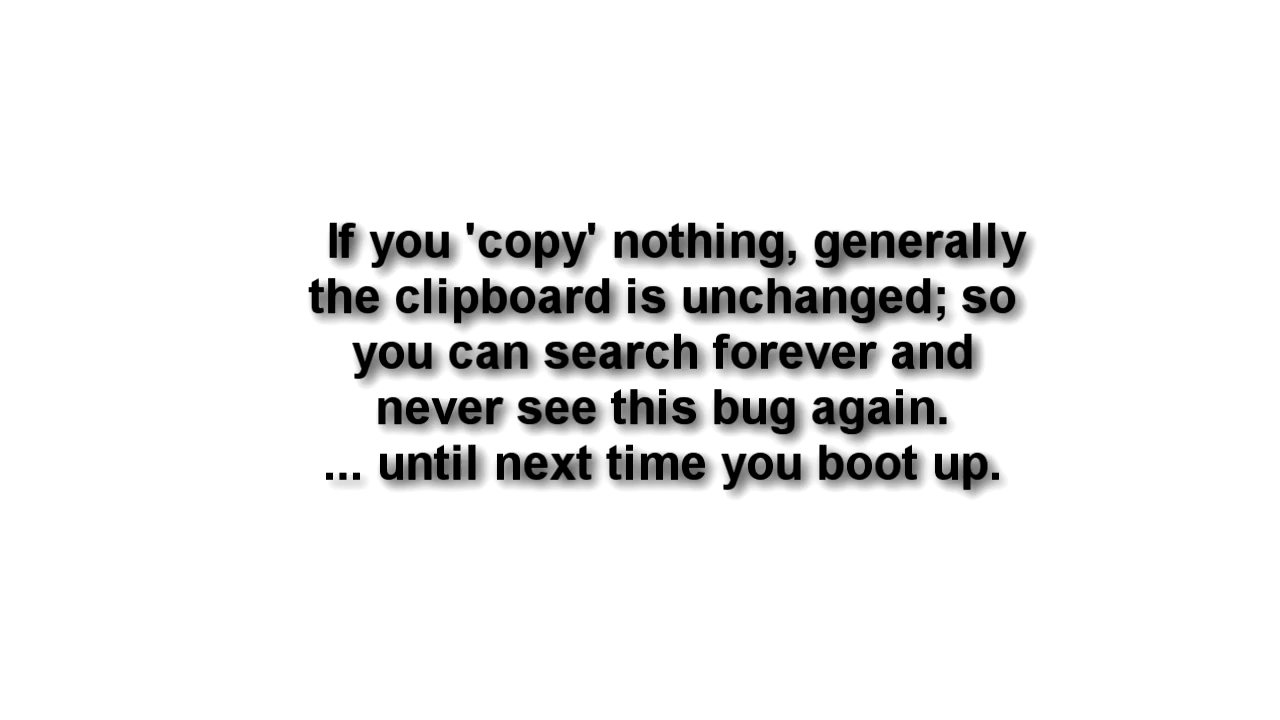 If you 'copy' nothing, generally
the clipboard is unchanged; so
you can search forever and
never see this bug again.
... until next time you boot up.